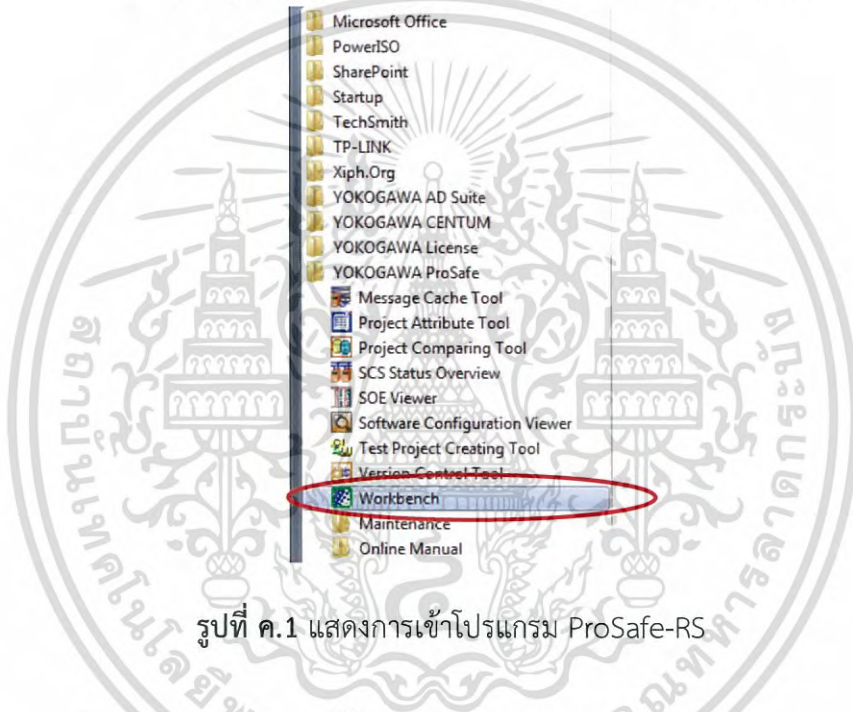 Microsoft Office
PowerISO
SharePoint
Startup
TechSmith
TP-LINK
Xiph.Org
YOKOGAWA AD Suite
YOKOGAWA CENTUM
YOKOGAWA License
YOKOGAWA ProSafe
Message Cache Tool
Project Attribute Tool
Project Comparing Tool
SCS Status Overview
SOE Viewer
Software Configuration Viewer
Test Project Creating Tool
Version Control Tool
Workbench
Maintenance
Online Manual
รูปที่ ค.1 แสดงการเข้าโปรแกรม ProSafe-RS